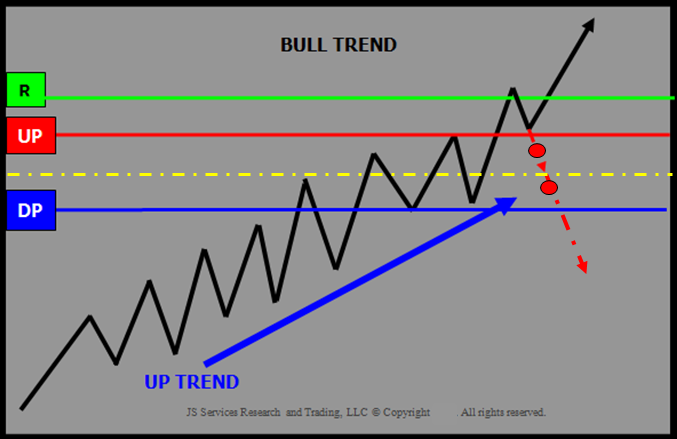 BULL TREND
R
UP
DP
UP TREND
JS Services Research and Trading, LLC © Copyright . All rights reserved.